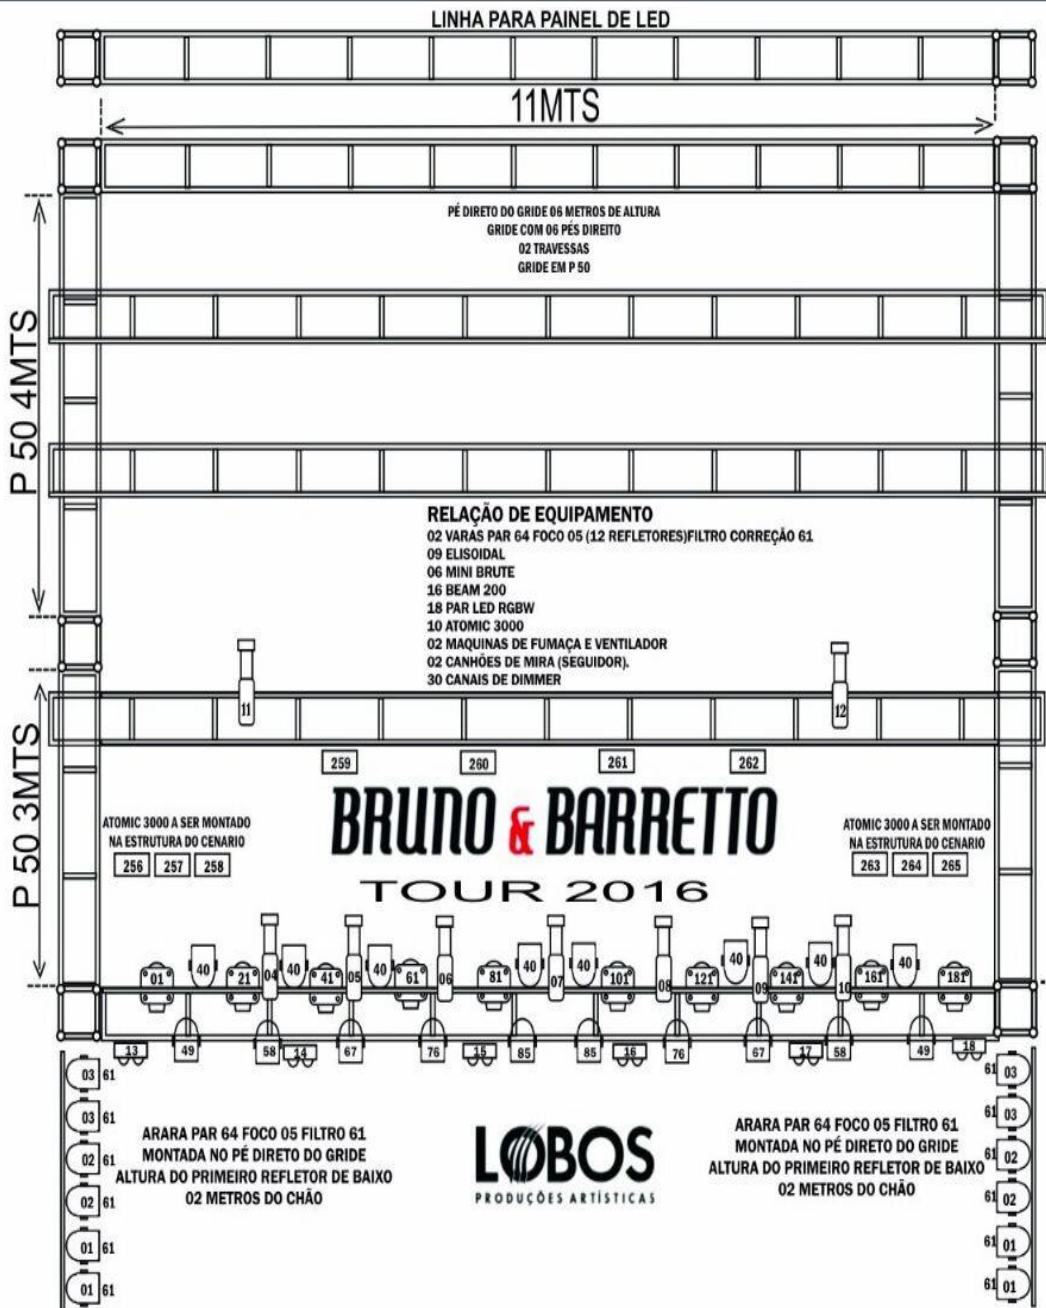 LINHA PARA PAINEL DE LED
11MTS
PÉ DIRETO DO GRIDE 06 METROS DE ALTURA
GRIDE COM 06 PÉS DIREITO
02 TRAVESSAS
GRIDE EM P 50
P 50 4MTS
RELAÇÃO DE EQUIPAMENTO
02 VARAS PAR 64 FOCO 05 (12 REFLETORES)FILTRO CORREÇÃO 61
09 ELISOIDAL
06 MINI BRUTE
16 BEAM 200
18 PAR LED RGBW
10 ATOMIC 3000
02 MAQUINAS DE FUMAÇA E VENTILADOR
02 CANHÕES DE MIRA (SEGUIDOR).
30 CANAIS DE DIMMER
11 12
P 50 3MTS
259 260 261 262
BRUNO & BARRETTO
TOUR 2016
ATOMIC 3000 A SER MONTADO
NA ESTRUTURA DO CENARIO
256 257 258
ATOMIC 3000 A SER MONTADO
NA ESTRUTURA DO CENARIO
263 264 265
01 40 21 04 40 41 05 40 61 06 81 40 07 40 101 08 121 40 09 141 40 10 161 40 181
13 49 58 14 67 76 15 85 85 16 76 67 17 58 49 18
03 61
03 61
02 61
02 61
01 61
01 61
ARARA PAR 64 FOCO 05 FILTRO 61
MONTADA NO PÉ DIRETO DO GRIDE
ALTURA DO PRIMEIRO REFLETOR DE BAIXO
02 METROS DO CHÃO
LOBOS
PRODUÇÕES ARTÍSTICAS
ARARA PAR 64 FOCO 05 FILTRO 61
MONTADA NO PÉ DIRETO DO GRIDE
ALTURA DO PRIMEIRO REFLETOR DE BAIXO
02 METROS DO CHÃO
61 03
61 03
61 02
61 02
61 01
61 01